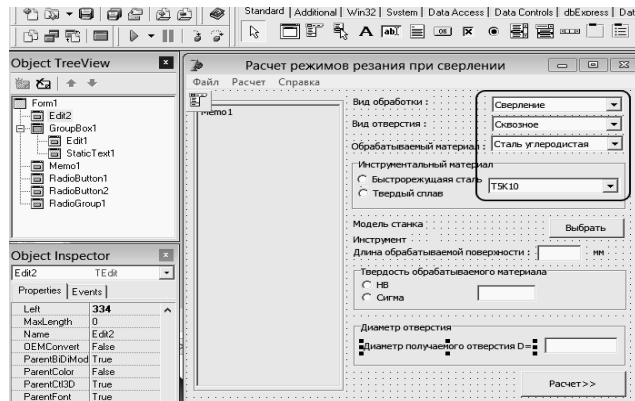 Standard | Additional | Win32 | System | Data Access | Data Controls | dbExpress | Dat
Object TreeView
Form1
Edit2
GroupBox1
Edit1
StaticText1
Memo1
RadioButton1
RadioButton2
RadioGroup1
Object Inspector
Edit2 TEdit
Properties Events
Left 334
MaxLength 0
Name Edit2
OEMConvert False
ParentBiDiMod True
ParentColor False
ParentCtl3D True
ParentFont True
Расчет режимов резания при сверлении
Файл Расчет Справка
Memo1
Вид обработки : Сверление
Вид отверстия : Сквозное
Обрабатываемый материал : Сталь углеродистая
Инструментальный материал
Быстрорежущаяя сталь
Твердый сплав
T5K10
Модель станка Выбрать
Инструмент
Длина обрабатываемой поверхности : мм
Твердость обрабатываемого материала
НВ
Сигма
Диаметр отверстия
Диаметр получаемого отверстия D=
Расчет>>